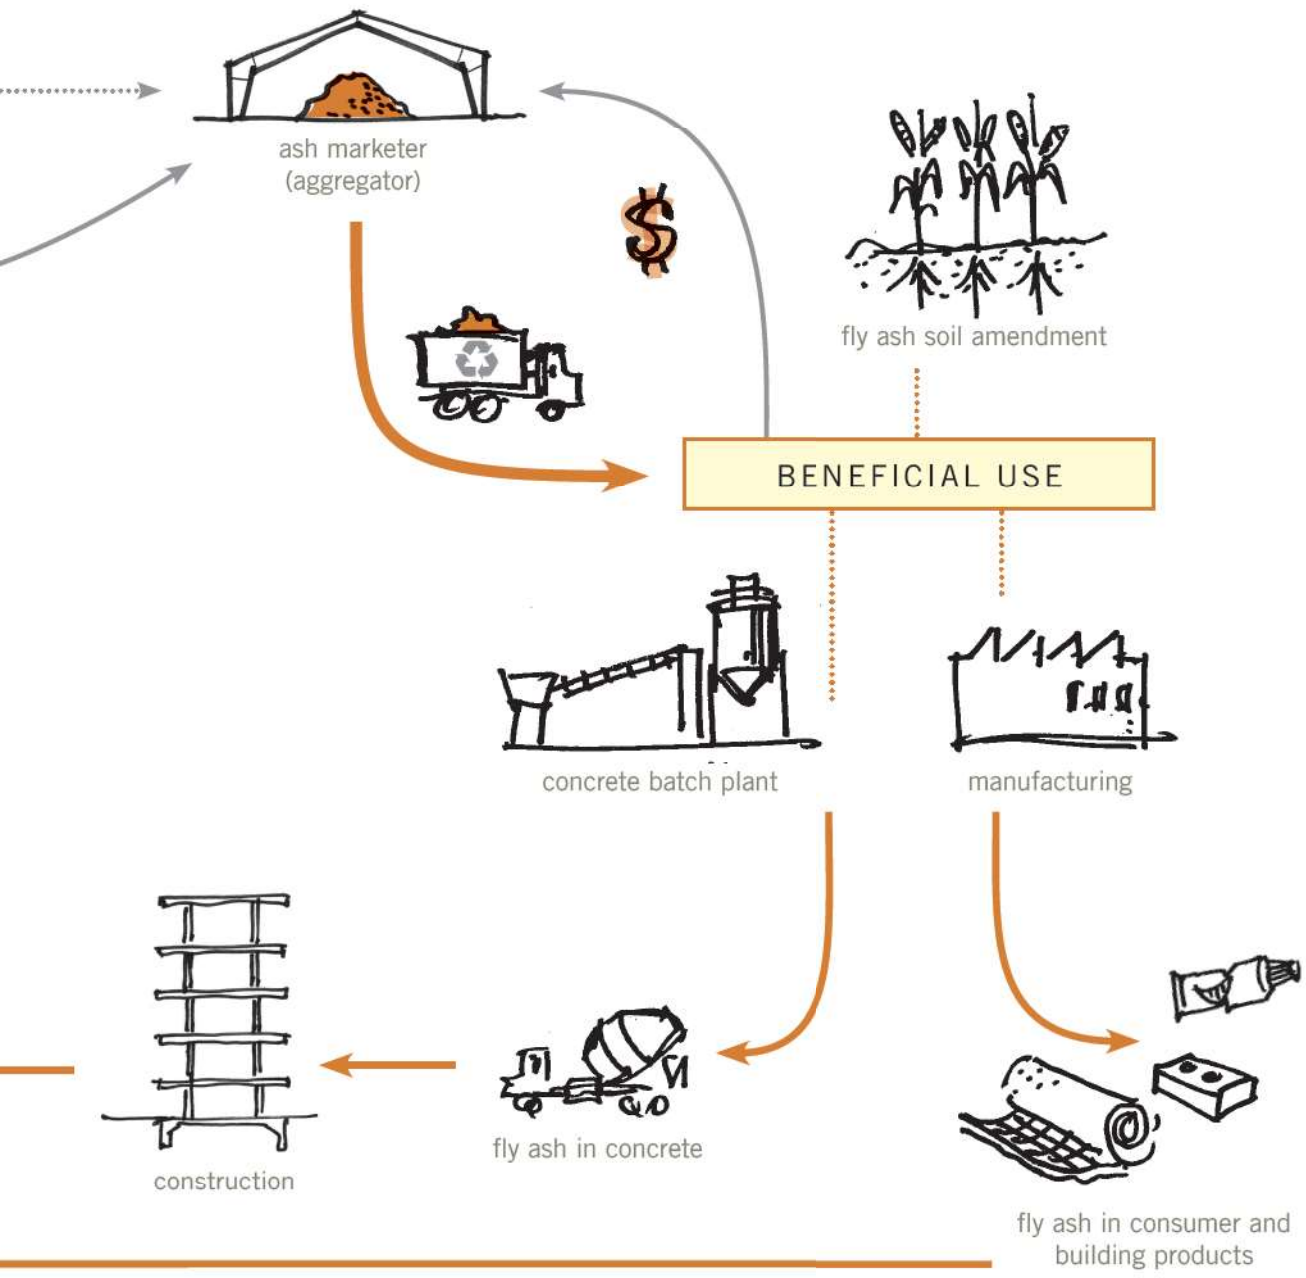 ash marketer
(aggregator)
$
fly ash soil amendment
BENEFICIAL USE
concrete batch plant
manufacturing
fly ash in concrete
construction
fly ash in consumer and
building products